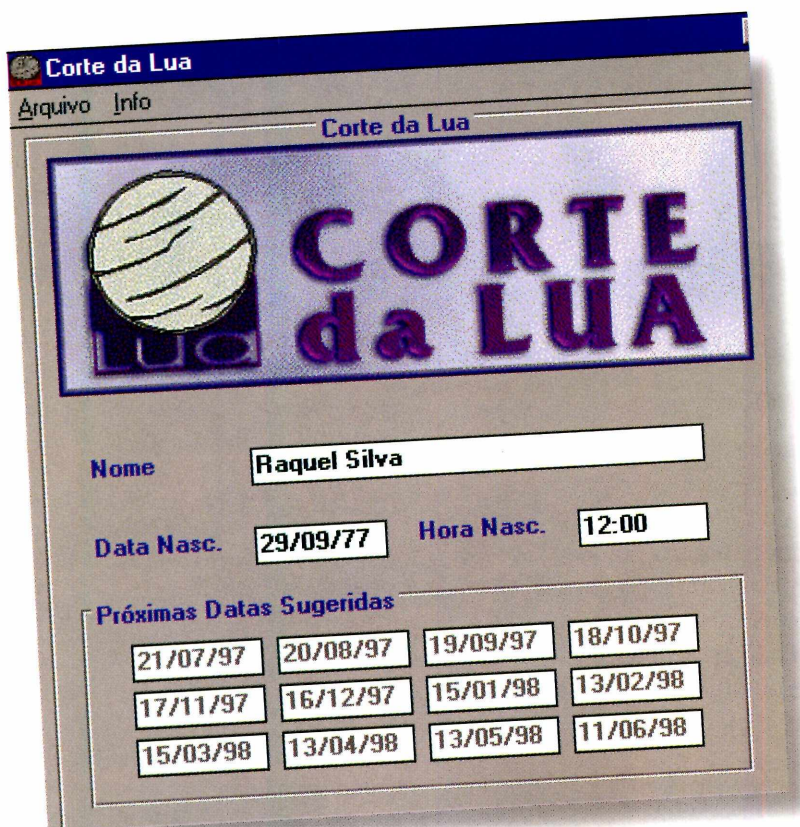 Corte da Lua
Arquivo Info
Corte da Lua
CORTE
da LUA
LUA
Nome Raquel Silva
Data Nasc. 29/09/77 Hora Nasc. 12:00
Próximas Datas Sugeridas
21/07/97 20/08/97 19/09/97 18/10/97
17/11/97 16/12/97 15/01/98 13/02/98
15/03/98 13/04/98 13/05/98 11/06/98